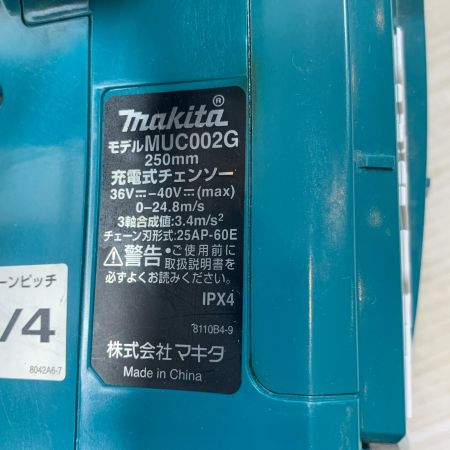 makita®
モデルMUC002G
250mm
充電式チェンソー
36V⎓-40V⎓(max)
0-24.8m/s
3軸合成値:3.4m/s²
チェーン刃形式:25AP-60E
⚠警告 •ご使用前に
取扱説明書を
必ずよくお読みください。
IPX4
8110B4-9
株式会社マキタ
Made in China
ーンピッチ
/4
8042A6-7